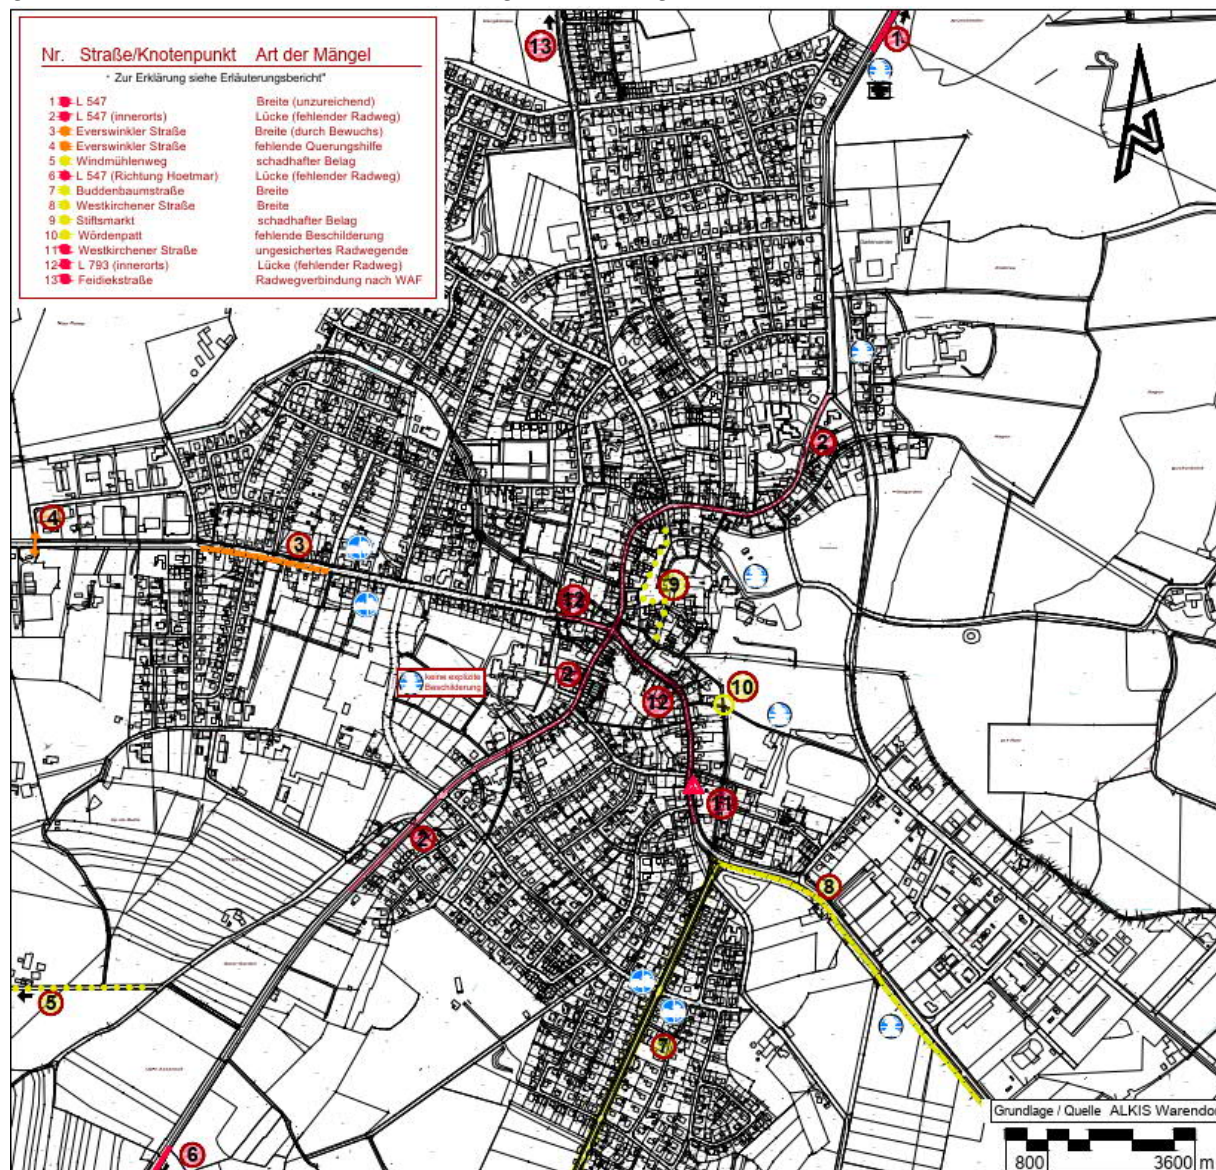 Nr. Straße/Knotenpunkt Art der Mängel
" Zur Erklärung siehe Erläuterungsbericht"
1 L 547 Breite (unzureichend)
2 L 547 (innerorts) Lücke (fehlender Radweg)
3 Everswinkler Straße Breite (durch Bewuchs)
4 Everswinkler Straße fehlende Querungshilfe
5 Windmühlenweg schadhafter Belag
6 L 547 (Richtung Hoetmar) Lücke (fehlender Radweg)
7 Buddenbaumstraße Breite
8 Westkirchener Straße Breite
9 Stiftsmarkt schadhafter Belag
10 Wördenpatt fehlende Beschilderung
11 Westkirchener Straße ungesichertes Radwegende
12 L 793 (innerorts) Lücke (fehlender Radweg)
13 Feidiekstraße Radwegverbindung nach WAF
13
1
N
2
4
3
9
12
2
keine explizite
Beschilderung
12
10
11
2
8
5
7
6
Grundlage / Quelle ALKIS Warendo
800 3600 m